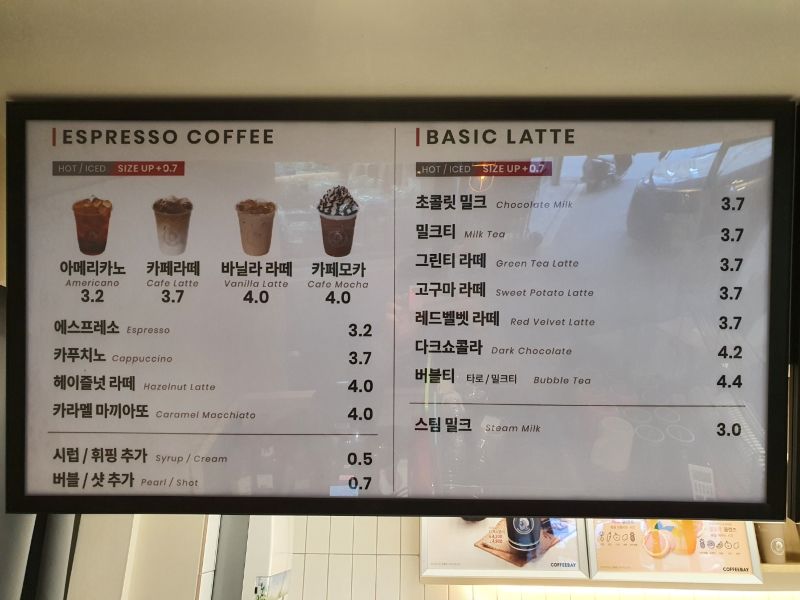 ESPRESSO COFFEE
HOT / ICED SIZE UP +0.7
아메리카노 카페라떼 바닐라 라떼 카페모카
Americano Cafe Latte Vanilla Latte Cafe Mocha
3.2 3.7 4.0 4.0
에스프레소 Espresso 3.2
카푸치노 Cappuccino 3.7
헤이즐넛 라떼 Hazelnut Latte 4.0
카라멜 마끼아또 Caramel Macchiato 4.0
시럽 / 휘핑 추가 Syrup / Cream 0.5
버블 / 샷 추가 Pearl / Shot 0.7
BASIC LATTE
HOT / ICED SIZE UP +0.7
초콜릿 밀크 Chocolate Milk 3.7
밀크티 Milk Tea 3.7
그린티 라떼 Green Tea Latte 3.7
고구마 라떼 Sweet Potato Latte 3.7
레드벨벳 라떼 Red Velvet Latte 3.7
다크쇼콜라 Dark Chocolate 4.2
버블티 타로 / 밀크티 Bubble Tea 4.4
스팀 밀크 Steam Milk 3.0
COFFEEBAY
COFFEEBAY